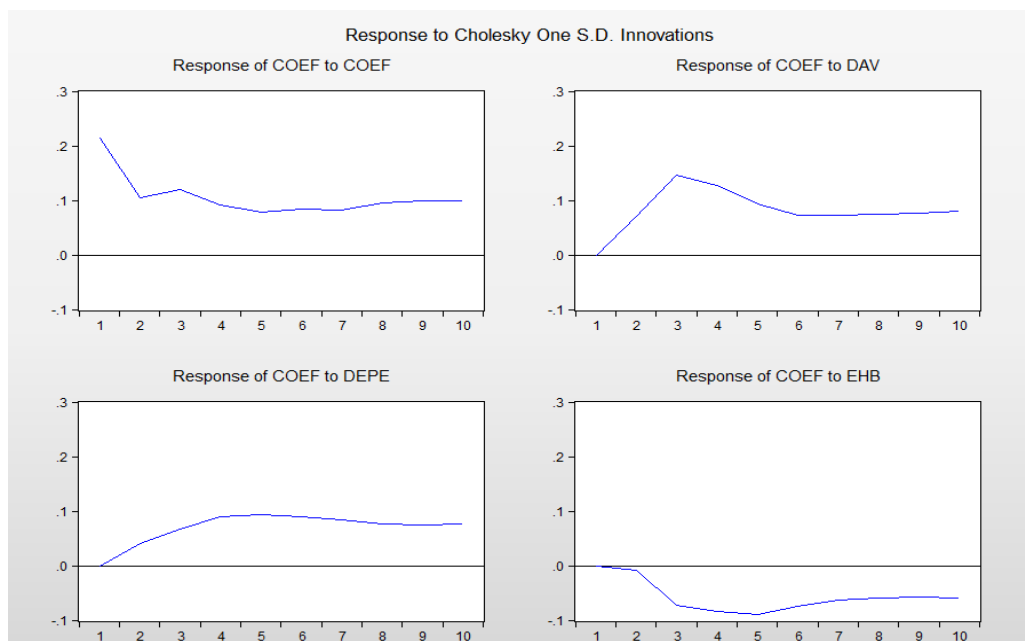 Response to Cholesky One S.D. Innovations
Response of COEF to COEF
.3
.2
.1
.0
-.1
1 2 3 4 5 6 7 8 9 10
Response of COEF to DAV
.3
.2
.1
.0
-.1
1 2 3 4 5 6 7 8 9 10
Response of COEF to DEPE
.3
.2
.1
.0
-.1
1 2 3 4 5 6 7 8 9 10
Response of COEF to EHB
.3
.2
.1
.0
-.1
1 2 3 4 5 6 7 8 9 10